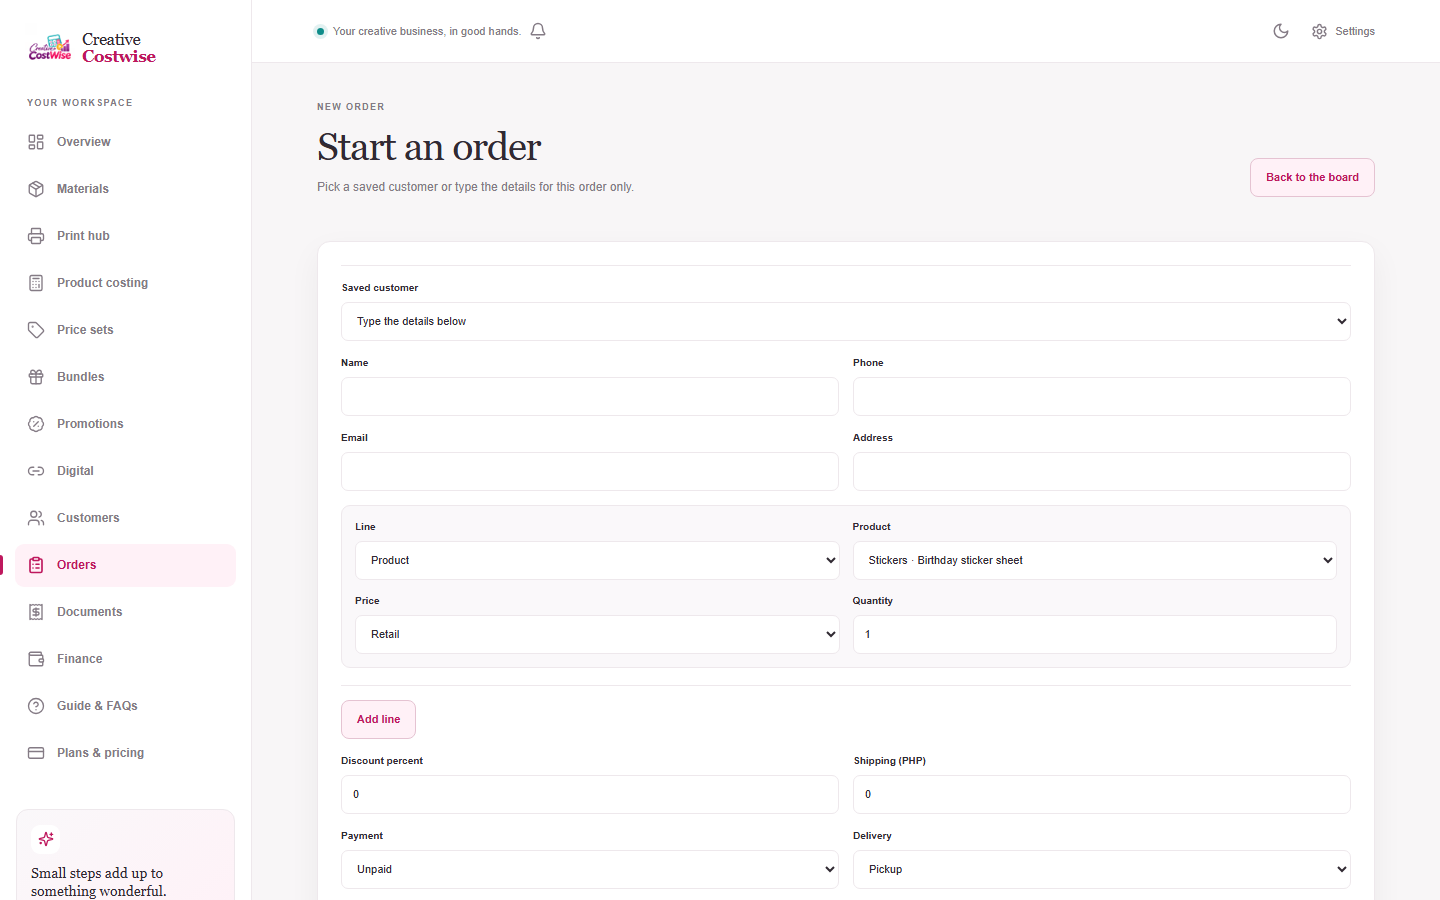 Creative
Costwise
Creative
CostWise
Your creative business, in good hands.
Settings
YOUR WORKSPACE
Overview
Materials
Print hub
Product costing
Price sets
Bundles
Promotions
Digital
Customers
Orders
Documents
Finance
Guide & FAQs
Plans & pricing
Small steps add up to
something wonderful.
NEW ORDER
Start an order
Pick a saved customer or type the details for this order only.
Back to the board
Saved customer
Type the details below
Name
Phone
Email
Address
Line
Product
Product
Stickers · Birthday sticker sheet
Price
Quantity
Retail
1
Add line
Discount percent
Shipping (PHP)
0
0
Payment
Delivery
Unpaid
Pickup